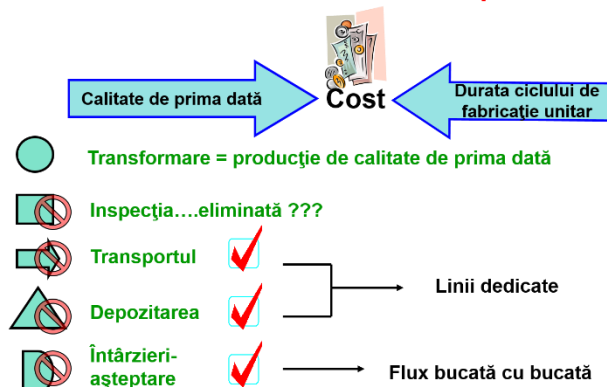 Calitate de prima dată
Cost
Durata ciclului de
fabricaţie unitar
Transformare = producţie de calitate de prima dată
Inspecţia....eliminată ???
Transportul
Depozitarea
Linii dedicate
Întârzieri-
aşteptare
Flux bucată cu bucată